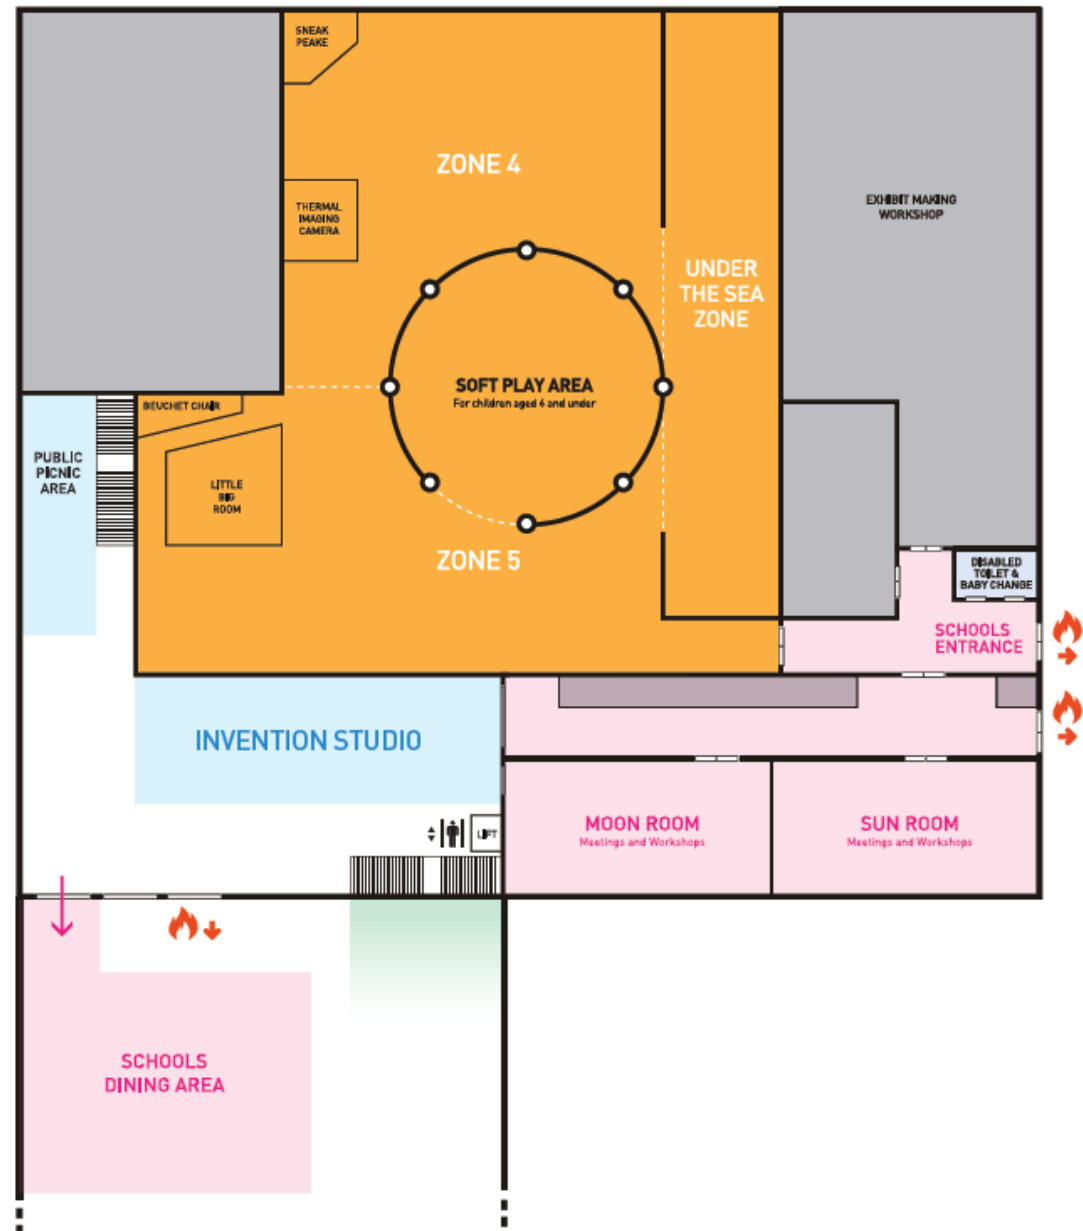 SNEAK
PEAKE
ZONE 4
THERMAL
IMAGING
CAMERA
EXHIBIT MAKING
WORKSHOP
UNDER
THE SEA
ZONE
SOFT PLAY AREA
For children aged 6 and under
BEUCHET CHAIR
PUBLIC
PICNIC
AREA
LITTLE
BIG
ROOM
ZONE 5
DISABLED
TOILET &
BABY CHANGE
SCHOOLS
ENTRANCE
INVENTION STUDIO
LIFT
MOON ROOM
Meetings and Workshops
SUN ROOM
Meetings and Workshops
SCHOOLS
DINING AREA